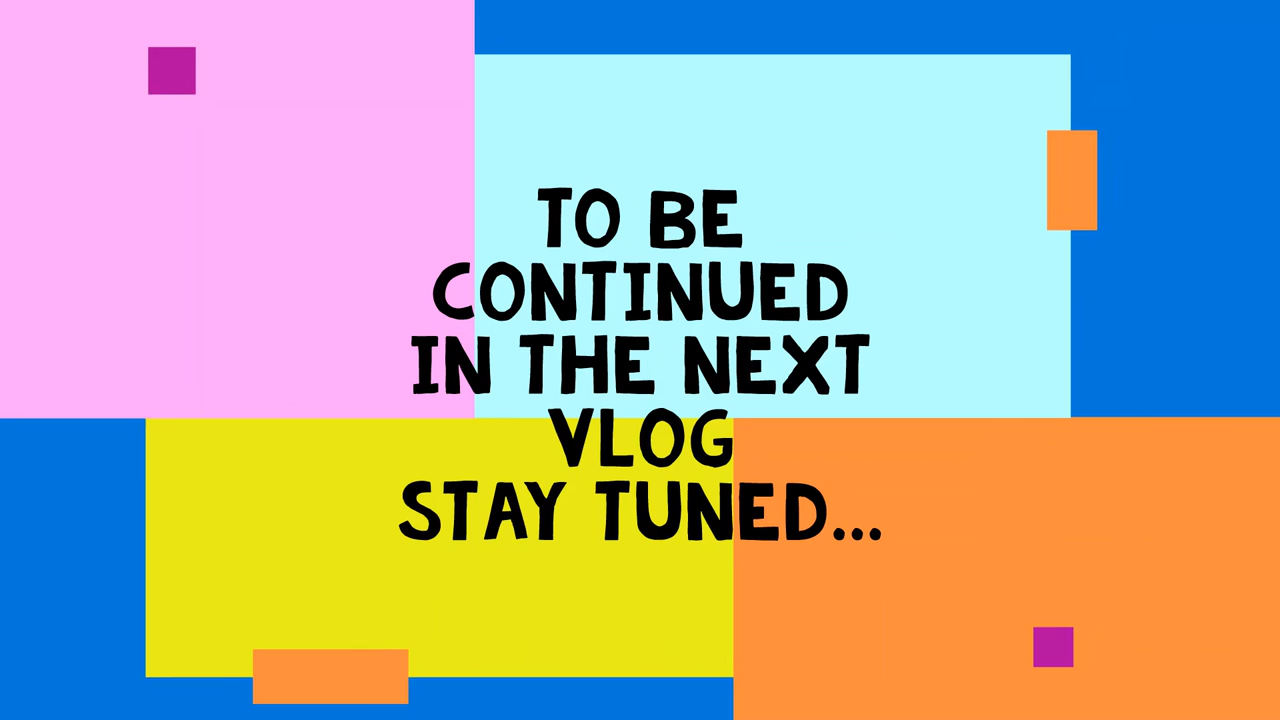 TO BE
CONTINUED
IN THE NEXT
VLOG
STAY TUNED...